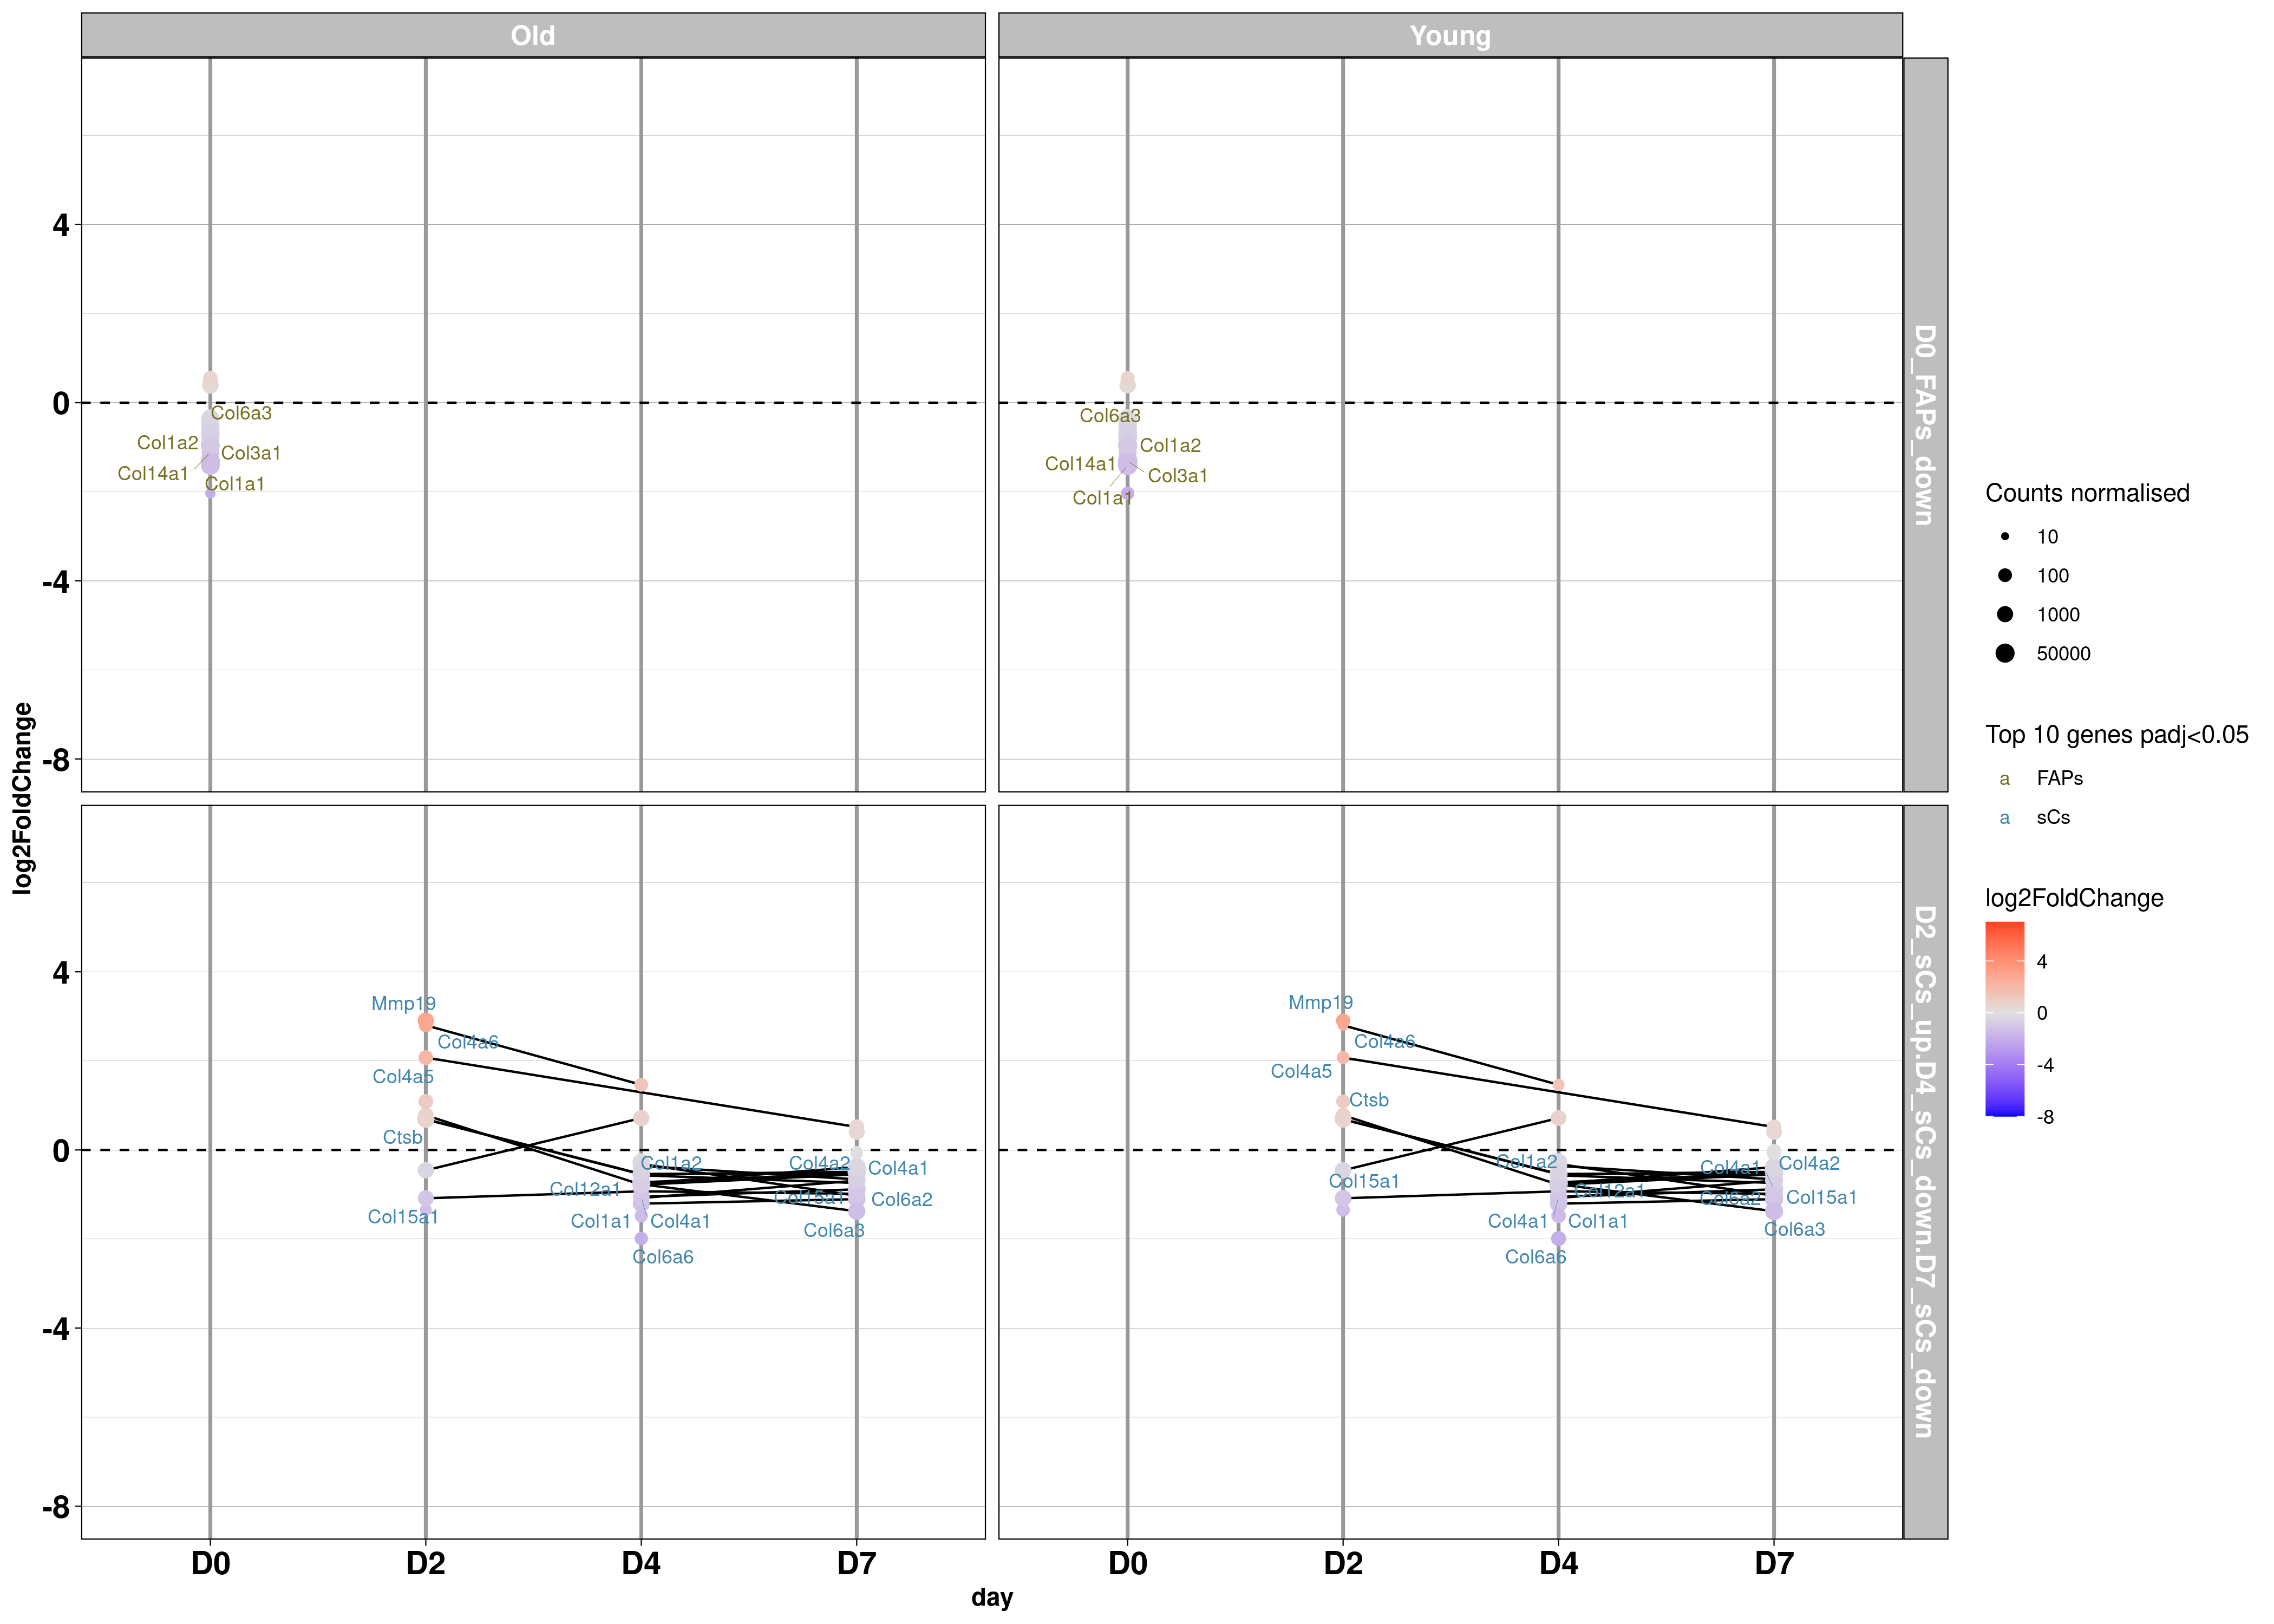 Old
Young
4
0
-4
-8
Col6a3
Col1a2
Col3a1
Col14a1
Col1a1
Col6a3
Col1a2
Col14a1
Col3a1
Col1a1
D0_FAPs_down
4
0
-4
-8
Mmp19
Col4a6
Col4a5
Ctsb
Col15a1
Col1a2
Col12a1
Col1a1
Col4a1
Col6a6
Col4a2
Col4a1
Col15a1
Col6a2
Col6a3
Mmp19
Col4a6
Col4a5
Ctsb
Col15a1
Col1a2
Col12a1
Col4a1
Col1a1
Col6a6
Col4a1
Col4a2
Col6a2
Col15a1
Col6a3
D2_sCs_up.D4_sCs_down.D7_sCs_down
D0
D2
D4
D7
D0
D2
D4
D7
day
log2FoldChange
Counts normalised
10
100
1000
50000
Top 10 genes padj<0.05
a FAPs
a sCs
log2FoldChange
4
0
-4
-8